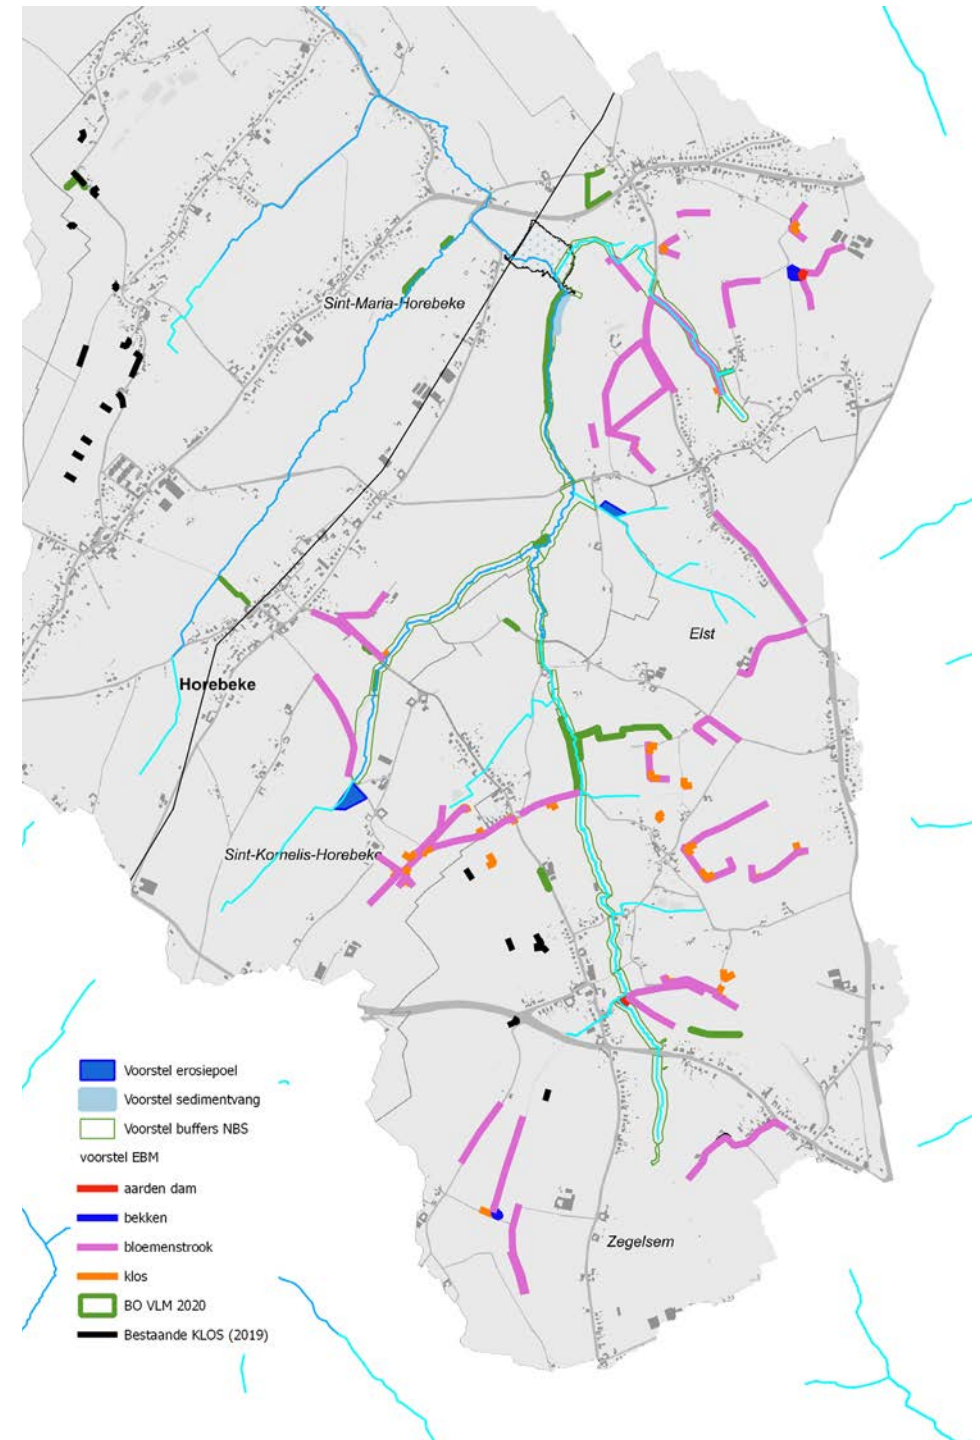 Sint-Maria-Horebeke
Elst
Horebeke
Sint-Kornelis-Horebeke
Voorstel erosiepoel
Voorstel sedimentvang
Voorstel buffers NBS
voorstel EBM
aarden dam
bekken
bloemenstrook
klos
BO VLM 2020
Bestaande KLOS (2019)
Zegelsem